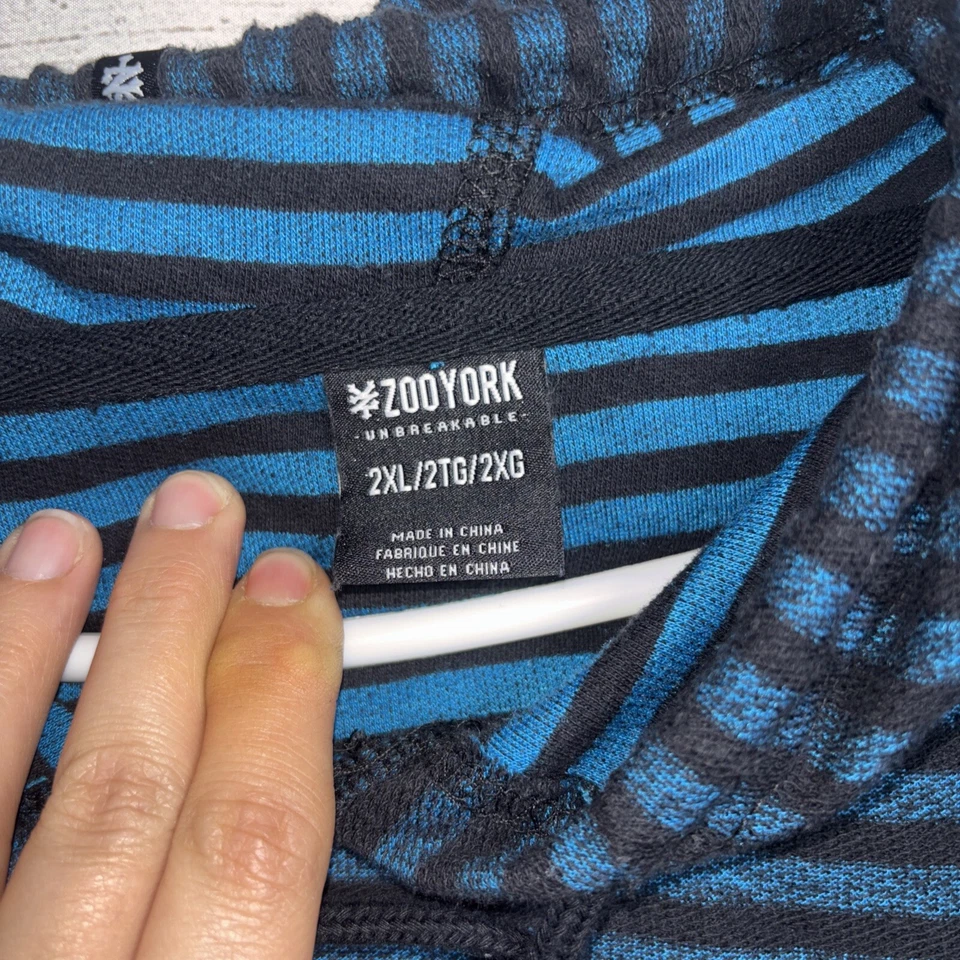 ZOOYORK
-UNBREAKABLE-
2XL/2TG/2XG
MADE IN CHINA
FABRIQUE EN CHINE
HECHO EN CHINA